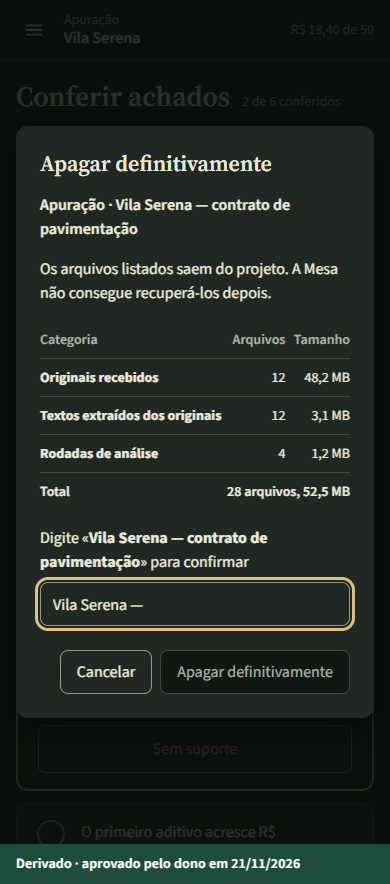 Apuração
Vila Serena
R$ 18,40 de 50
Conferir achados 2 de 6 conferidos
Apagar definitivamente
Apuração · Vila Serena — contrato de
pavimentação
Os arquivos listados saem do projeto. A Mesa
não consegue recuperá-los depois.
Categoria Arquivos Tamanho
Originais recebidos 12 48,2 MB
Textos extraídos dos originais 12 3,1 MB
Rodadas de análise 4 1,2 MB
Total 28 arquivos, 52,5 MB
Digite «Vila Serena — contrato de
pavimentação» para confirmar
Vila Serena —
Cancelar Apagar definitivamente
Sem suporte
O primeiro aditivo acresce R$
Derivado · aprovado pelo dono em 21/11/2026